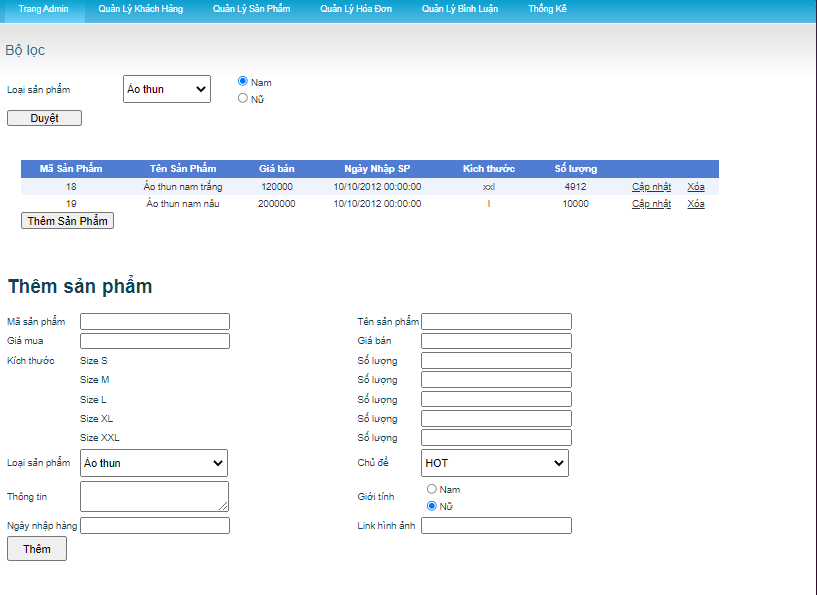 Trang Admin Quản Lý Khách Hàng Quản Lý Sản Phẩm Quản Lý Hóa Đơn Quản Lý Bình Luận Thống Kê
Bộ lọc
Loại sản phẩm Áo thun Nam
Nữ
Duyệt
Mã Sản Phẩm Tên Sản Phẩm Giá bán Ngày Nhập SP Kích thước Số lượng
18 Áo thun nam trắng 120000 10/10/2012 00:00:00 xxl 4912 Cập nhật Xóa
19 Áo thun nam nâu 2000000 10/10/2012 00:00:00 l 10000 Cập nhật Xóa
Thêm Sản Phẩm
Thêm sản phẩm
Mã sản phẩm Tên sản phẩm
Giá mua Giá bán
Kích thước Size S Số lượng
Size M Số lượng
Size L Số lượng
Size XL Số lượng
Size XXL Số lượng
Loại sản phẩm Áo thun Chủ đề HOT
Thông tin Giới tính Nam
Nữ
Ngày nhập hàng Link hình ảnh
Thêm